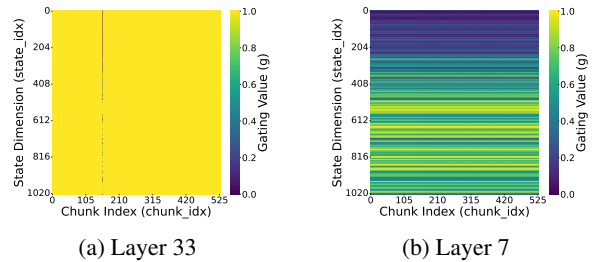 0
204
408
612
816
1020
State Dimension (state_idx)
0 105 210 315 420 525
Chunk Index (chunk_idx)
1.0
0.8
0.6
0.4
0.2
0.0
Gating Value (g)
(a) Layer 33
0
204
408
612
816
1020
State Dimension (state_idx)
0 105 210 315 420 525
Chunk Index (chunk_idx)
1.0
0.8
0.6
0.4
0.2
0.0
Gating Value (g)
(b) Layer 7